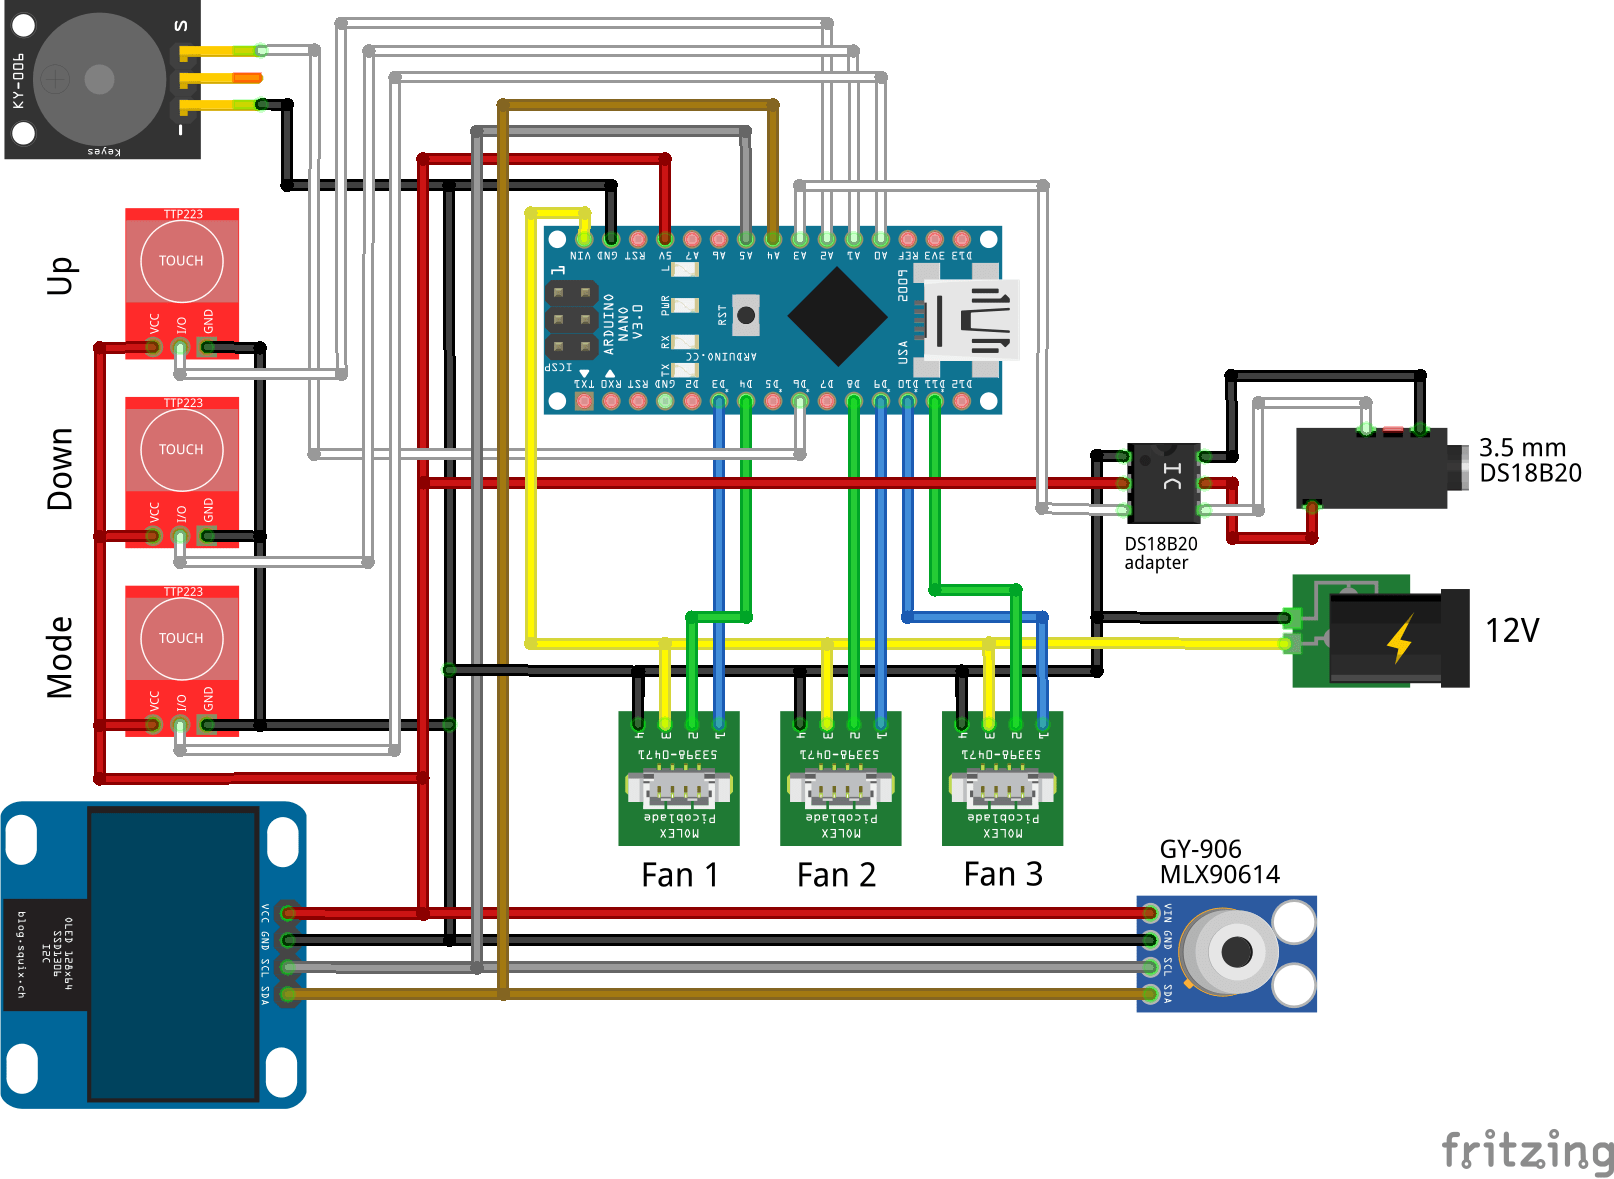 S
KY-006
−
Keyes
TTP223
TOUCH
VCC
I/O
GND
Up
TTP223
TOUCH
VCC
I/O
GND
Down
TTP223
TOUCH
VCC
I/O
GND
Mode
VIN GND RST 5V A7 A6 A5 A4 A3 A2 A1 A0 REF 3V3 D13
1
L
PWR
RX
TX
RST
ARDUINO
NANO
V3.0
ARDUINO.CC
ICSP
USA
TX1 RX0 RST GND D2 D3 D4 D5 D6 D7 D8 D9 D10 D11 D12
IC
DS18B20
adapter
3.5 mm
DS18B20
12V
4 3 2 1
53398-0471
Picoblade
MOLEX
Fan 1
4 3 2 1
53398-0471
Picoblade
MOLEX
Fan 2
4 3 2 1
53398-0471
Picoblade
MOLEX
Fan 3
VCC
GND
SCL
SDA
OLED 128x64
SSD1306
I2C
blog.squix.ch
GY-906
MLX90614
VIN
GND
SCL
SDA
fritzing